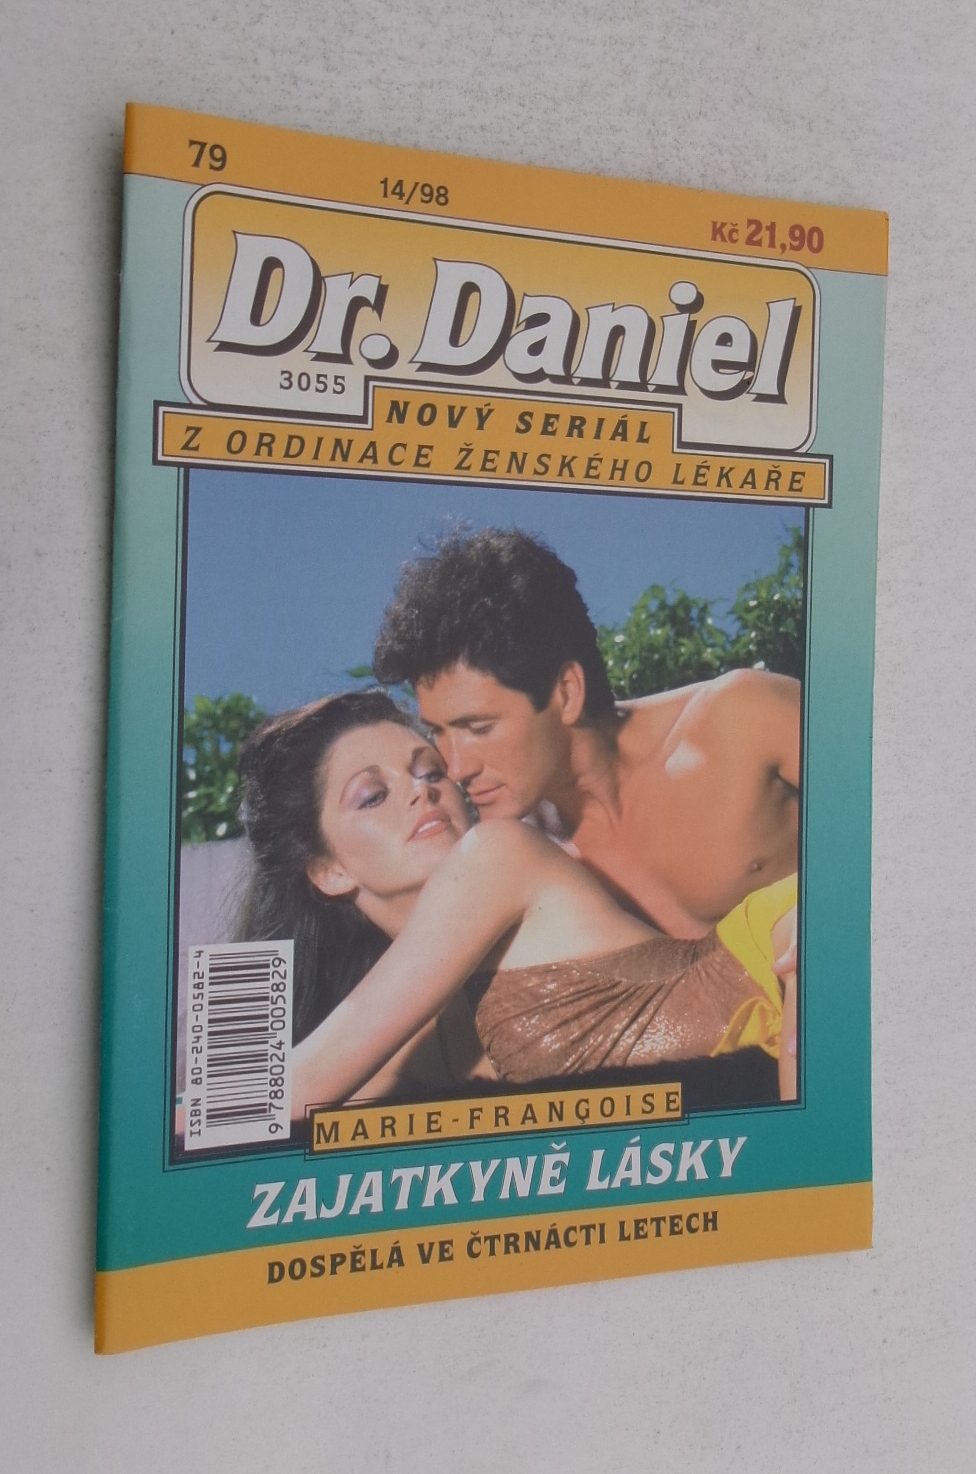 79
14/98
Kč 21,90
Dr. Daniel
3055
NOVÝ SERIÁL
Z ORDINACE ŽENSKÉHO LÉKAŘE
ISBN 80-240-0582-4
9 788024 005829
MARIE-FRANÇOISE
ZAJATKYNĚ LÁSKY
DOSPĚLÁ VE ČTRNÁCTI LETECH